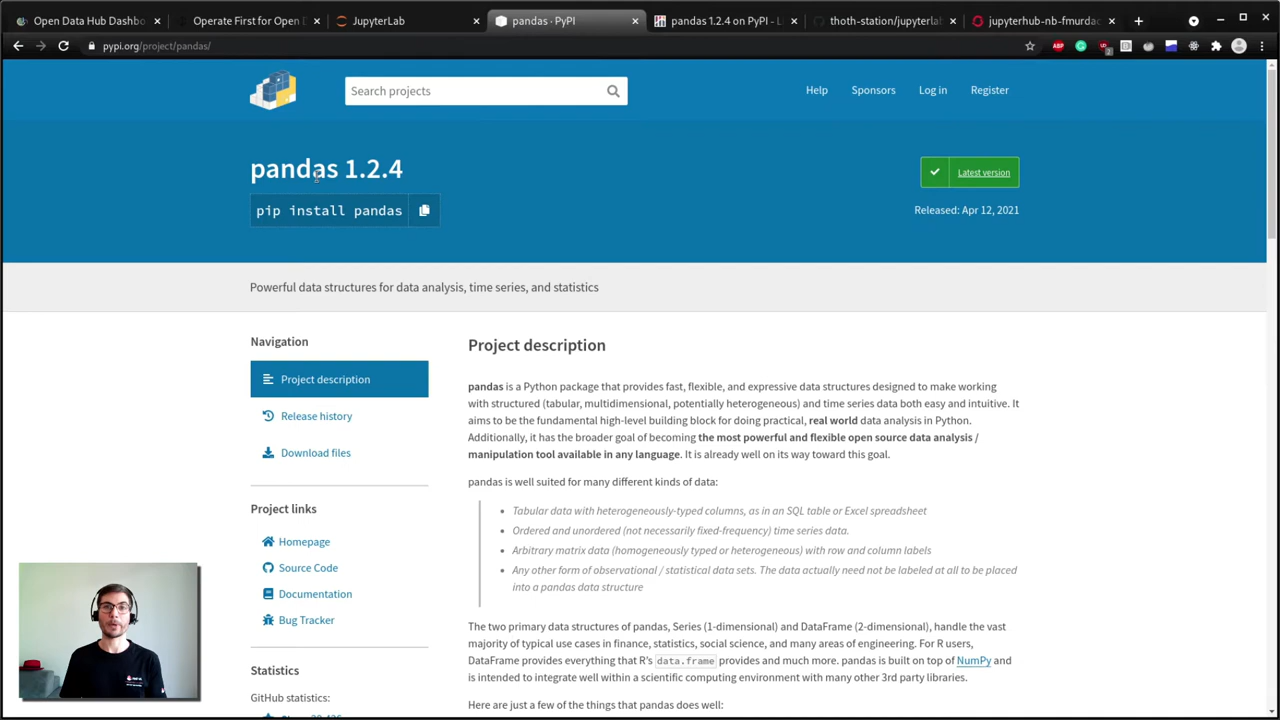 Open Data Hub Dashbo
Operate First for Open D
JupyterLab
pandas · PyPI
pandas 1.2.4 on PyPI - L
thoth-station/jupyterlab
jupyterhub-nb-fmurdac
pypi.org/project/pandas/
ABP
2
Search projects
Help
Sponsors
Log in
Register
pandas 1.2.4
pip install pandas
Latest version
Released: Apr 12, 2021
Powerful data structures for data analysis, time series, and statistics
Navigation
Project description
Release history
Download files
Project links
Homepage
Source Code
Documentation
Bug Tracker
Statistics
GitHub statistics:
Project description
pandas is a Python package that provides fast, flexible, and expressive data structures designed to make working
with structured (tabular, multidimensional, potentially heterogeneous) and time series data both easy and intuitive. It
aims to be the fundamental high-level building block for doing practical, real world data analysis in Python.
Additionally, it has the broader goal of becoming the most powerful and flexible open source data analysis /
manipulation tool available in any language. It is already well on its way toward this goal.
pandas is well suited for many different kinds of data:
• Tabular data with heterogeneously-typed columns, as in an SQL table or Excel spreadsheet
• Ordered and unordered (not necessarily fixed-frequency) time series data.
• Arbitrary matrix data (homogeneously typed or heterogeneous) with row and column labels
• Any other form of observational / statistical data sets. The data actually need not be labeled at all to be placed
into a pandas data structure
The two primary data structures of pandas, Series (1-dimensional) and DataFrame (2-dimensional), handle the vast
majority of typical use cases in finance, statistics, social science, and many areas of engineering. For R users,
DataFrame provides everything that R's data.frame provides and much more. pandas is built on top of NumPy and
is intended to integrate well within a scientific computing environment with many other 3rd party libraries.
Here are just a few of the things that pandas does well: